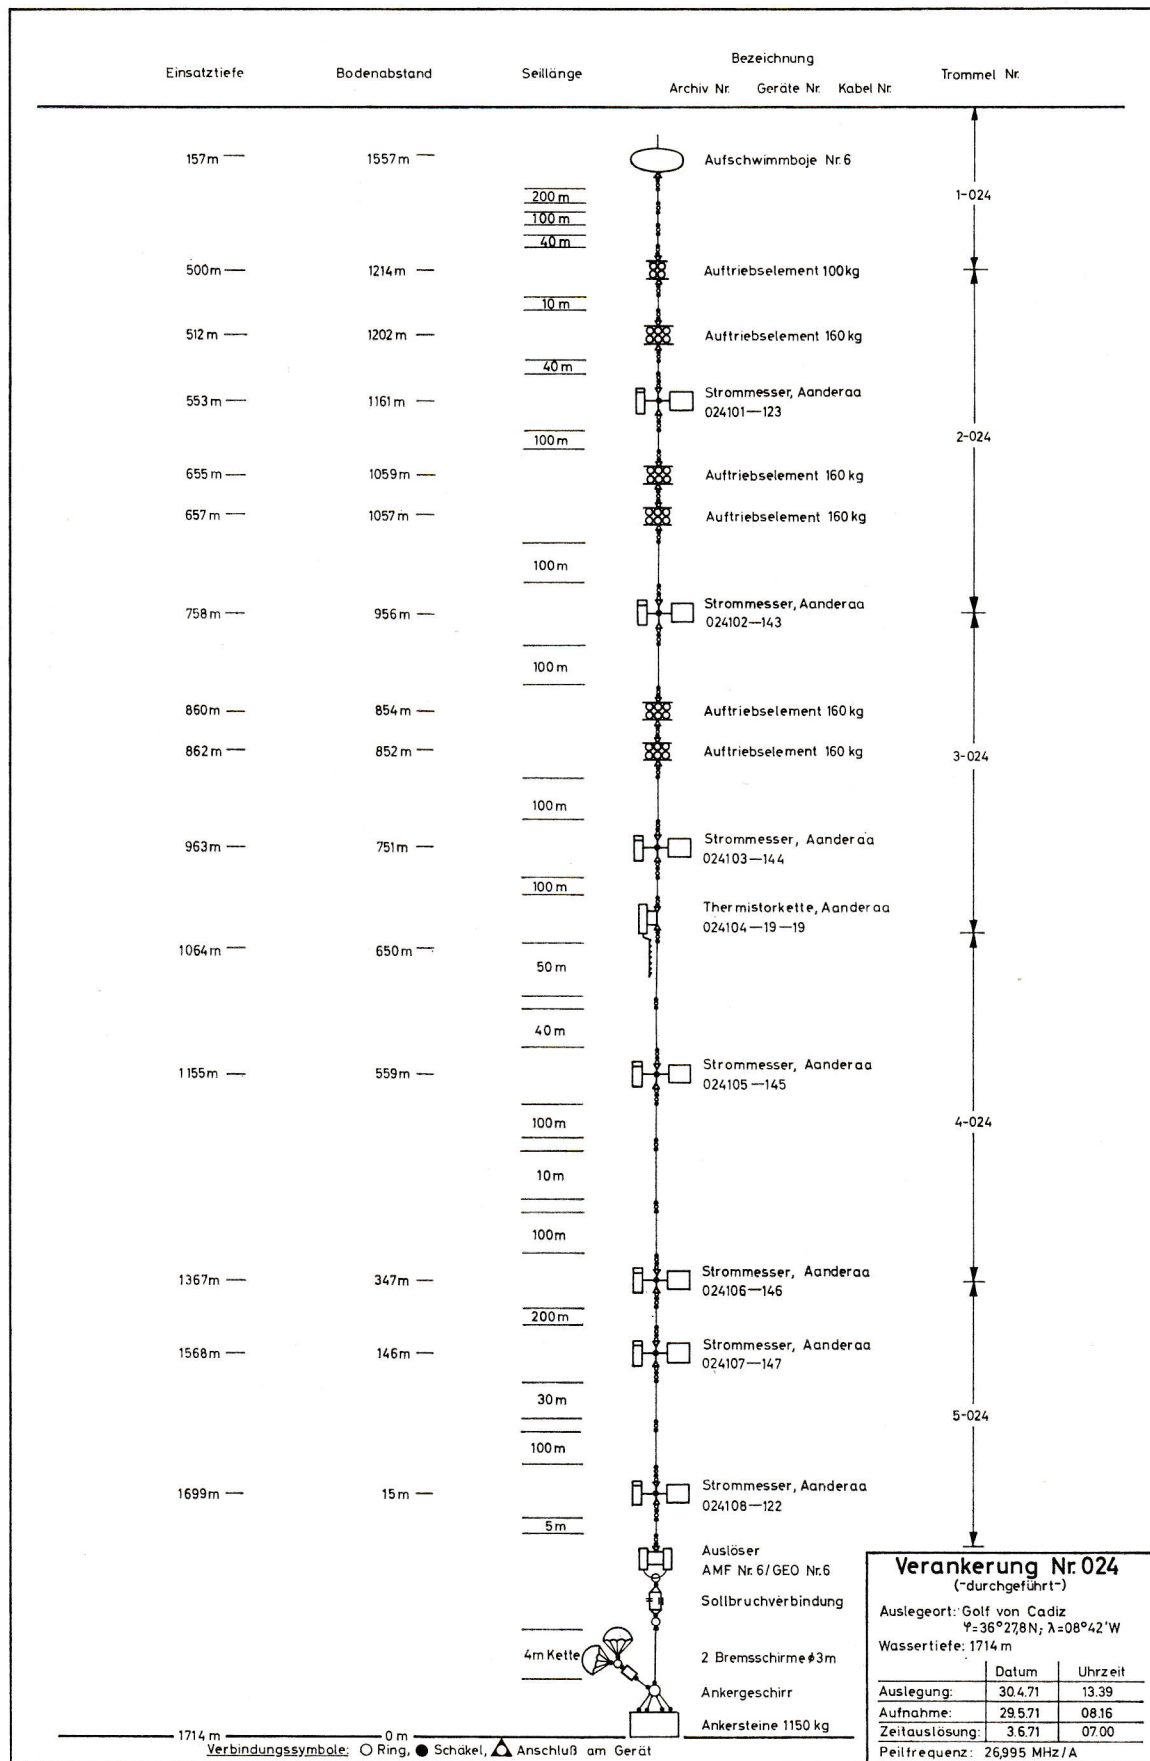 Einsatztiefe Bodenabstand Seillänge Bezeichnung Trommel Nr.
Archiv Nr. Geräte Nr. Kabel Nr.
157m 1557m Aufschwimmboje Nr.6
200m 1-024
100m
40m
500m 1214m Auftriebselement 100kg
10m
512m 1202m Auftriebselement 160kg
40m
553m 1161m Strommesser, Aanderaa
024101—123
100m 2-024
655m 1059m Auftriebselement 160kg
657m 1057m Auftriebselement 160kg
100m
758m 956m Strommesser, Aanderaa
024102—143
100m
860m 854m Auftriebselement 160kg
862m 852m Auftriebselement 160kg
3-024
100m
963m 751m Strommesser, Aanderaa
024103—144
100m
Thermistorkette, Aanderaa
024104—19—19
1064m 650m
50m
40m
1155m 559m Strommesser, Aanderaa
024105—145
100m 4-024
10m
100m
1367m 347m Strommesser, Aanderaa
024106—146
200m
1568m 146m Strommesser, Aanderaa
024107—147
30m
5-024
100m
1699m 15m Strommesser, Aanderaa
024108—122
5m
Auslöser
AMF Nr.6/GEO Nr.6
Sollbruchverbindung
4m Kette 2 Bremsschirme ø3m
Ankergeschirr
Ankersteine 1150 kg
1714 m 0 m
Verbindungssymbole: Ring, Schäkel, Anschluß am Gerät
Verankerung Nr.024
(-durchgeführt-)
Auslegeort: Golf von Cadiz
φ=36°27,8N; λ=08°42'W
Wassertiefe: 1714 m
Datum Uhrzeit
Auslegung: 30.4.71 13.39
Aufnahme: 29.5.71 08.16
Zeitauslösung: 3.6.71 07.00
Peilfrequenz: 26,995 MHz/A